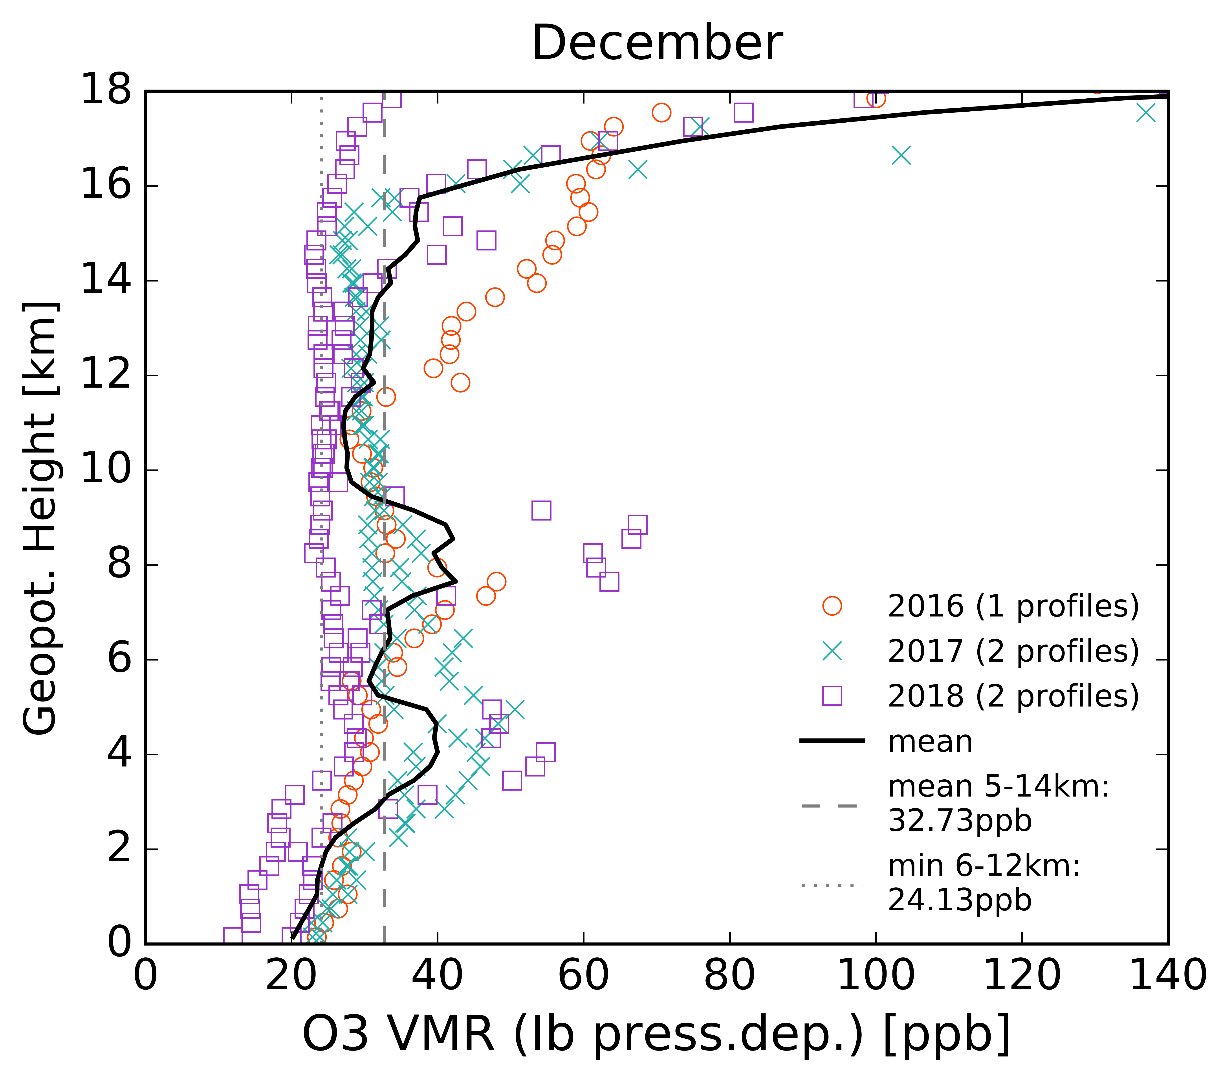 December
18
16
14
12
10
8
6
4
2
0
Geopot. Height [km]
2016 (1 profiles)
2017 (2 profiles)
2018 (2 profiles)
mean
mean 5-14km:
32.73ppb
min 6-12km:
24.13ppb
0 20 40 60 80 100 120 140
O3 VMR (Ib press.dep.) [ppb]